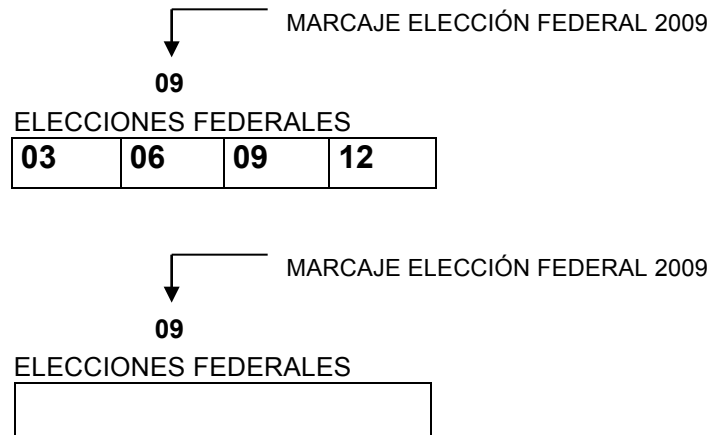 MARCAJE ELECCIÓN FEDERAL 2009
09
ELECCIONES FEDERALES
03 06 09 12
MARCAJE ELECCIÓN FEDERAL 2009
09
ELECCIONES FEDERALES